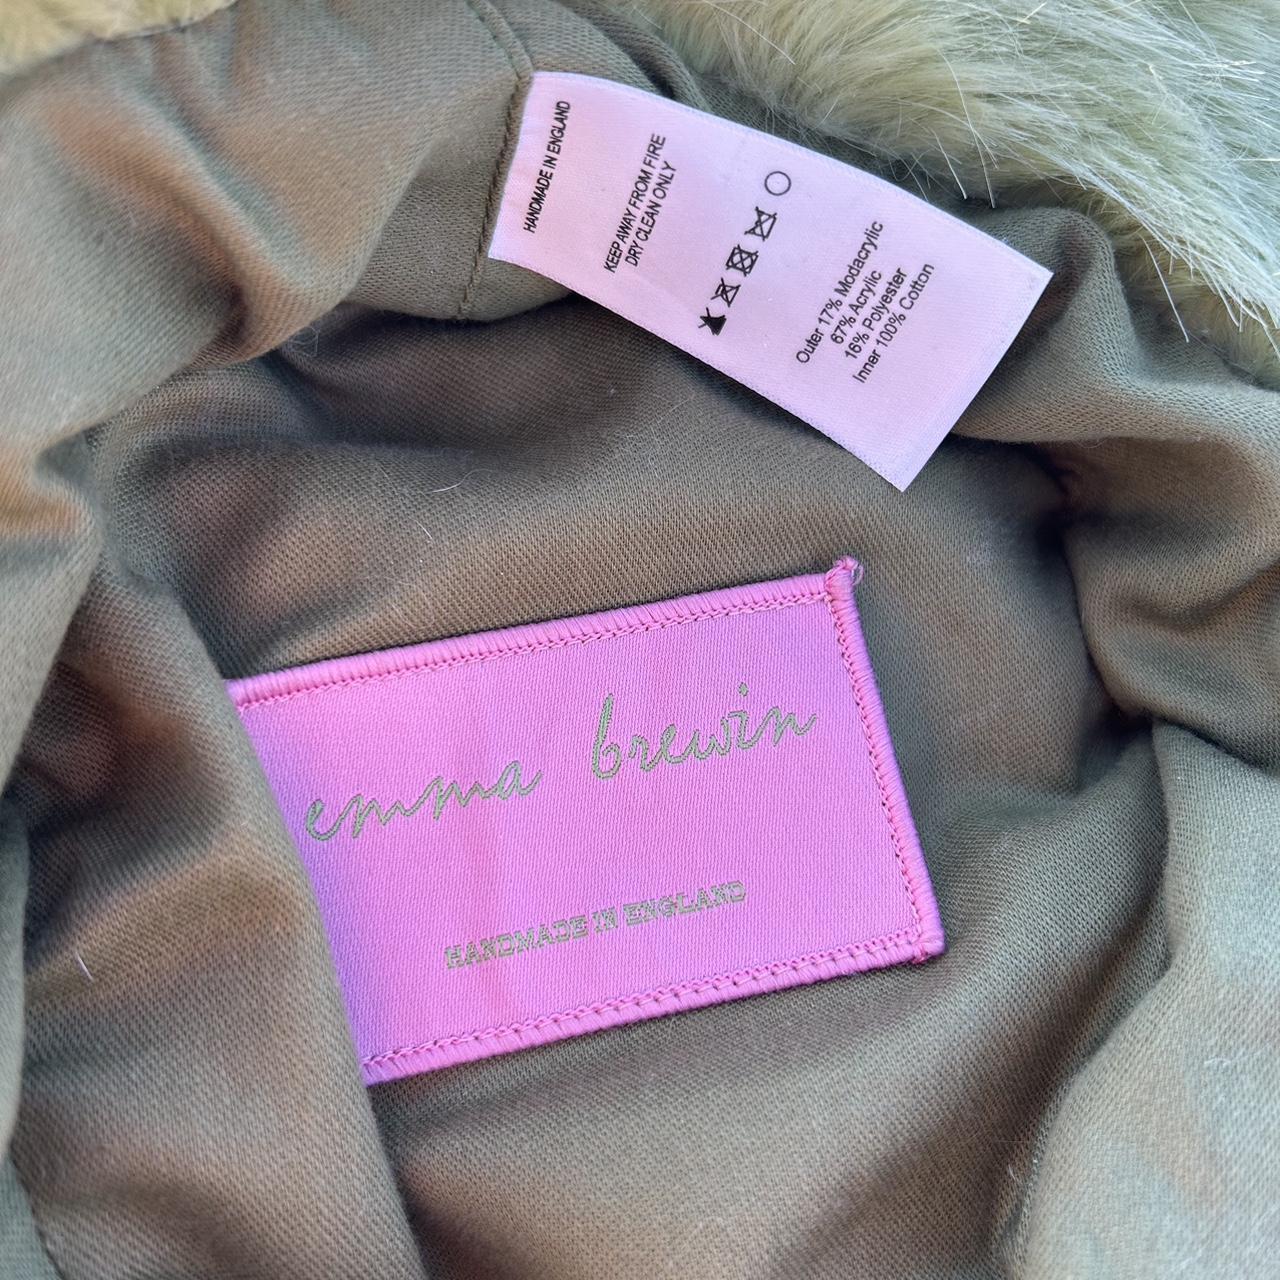 HANDMADE IN ENGLAND
KEEP AWAY FROM FIRE
DRY CLEAN ONLY
Outer 17% Modacrylic
67% Acrylic
16% Polyester
Inner 100% Cotton
emma brewin
HANDMADE IN ENGLAND